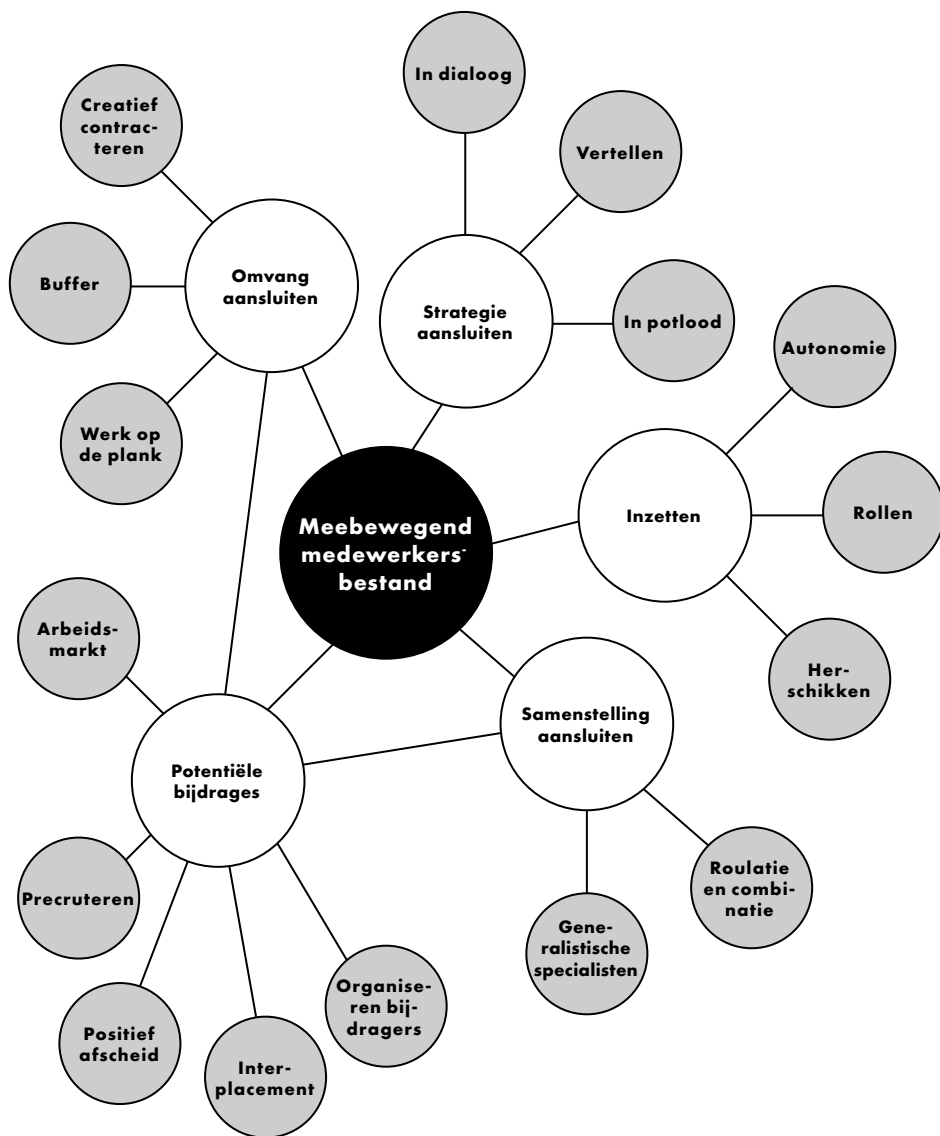 In dialoog
Creatief
contrac-
teren
Vertellen
Buffer
Omvang
aansluiten
Strategie
aansluiten
In potlood
Autonomie
Werk op
de plank
Meebewegend
medewerkers-
bestand
Inzetten
Rollen
Arbeids-
markt
Her-
schikken
Samenstelling
aansluiten
Potentiële
bijdrages
Precruteren
Roulatie
en combi-
natie
Gene-
ralistische
specialisten
Organise-
ren bij-
dragers
Positief
afscheid
Inter-
placement